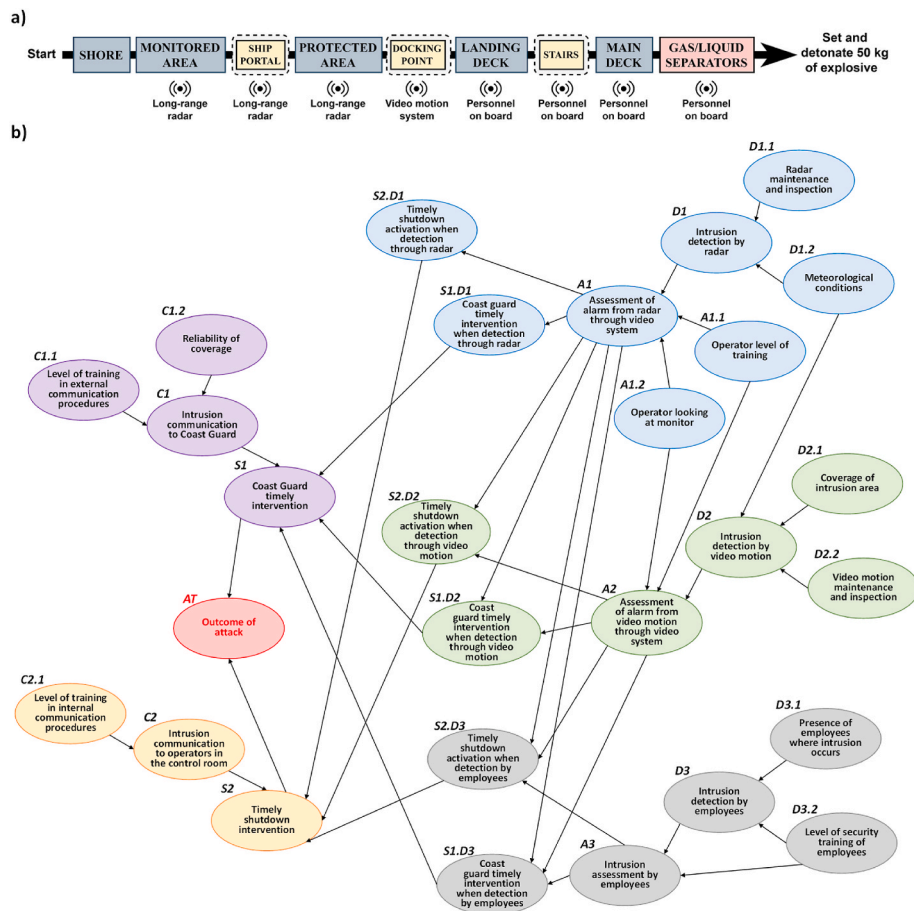 a)
Start
SHORE
MONITORED
AREA
SHIP
PORTAL
PROTECTED
AREA
DOCKING
POINT
LANDING
DECK
STAIRS
MAIN
DECK
GAS/LIQUID
SEPARATORS
Set and
detonate 50 kg
of explosive
Long-range
radar
Long-range
radar
Long-range
radar
Video motion
system
Personnel
on board
Personnel
on board
Personnel
on board
Personnel
on board
b)
D1.1
Radar
maintenance
and inspection
S2.D1
Timely
shutdown
activation when
detection
through radar
D1
Intrusion
detection by
radar
D1.2
Meteorological
conditions
A1
Assessment of
alarm from radar
through video
system
S1.D1
Coast guard
timely
intervention
when detection
through radar
A1.1
Operator level of
training
C1.2
Reliability of
coverage
C1.1
Level of training
in external
communication
procedures
A1.2
Operator looking
at monitor
C1
Intrusion
communication
to Coast Guard
S1
Coast Guard
timely
intervention
D2.1
Coverage of
intrusion area
S2.D2
Timely
shutdown
activation when
detection
through video
motion
D2
Intrusion
detection by
video motion
D2.2
Video motion
maintenance
and inspection
AT
Outcome of
attack
S1.D2
Coast
guard timely
intervention
when detection
through video
motion
A2
Assessment
of alarm from
video motion
through video
system
C2.1
Level of training
in internal
communication
procedures
C2
Intrusion
communication
to operators in
the control room
S2
Timely
shutdown
intervention
S2.D3
Timely
shutdown
activation when
detection by
employees
D3.1
Presence of
employees
where intrusion
occurs
D3
Intrusion
detection by
employees
D3.2
Level of security
training of
employees
S1.D3
Coast
guard timely
intervention
when detection
by employees
A3
Intrusion
assessment by
employees